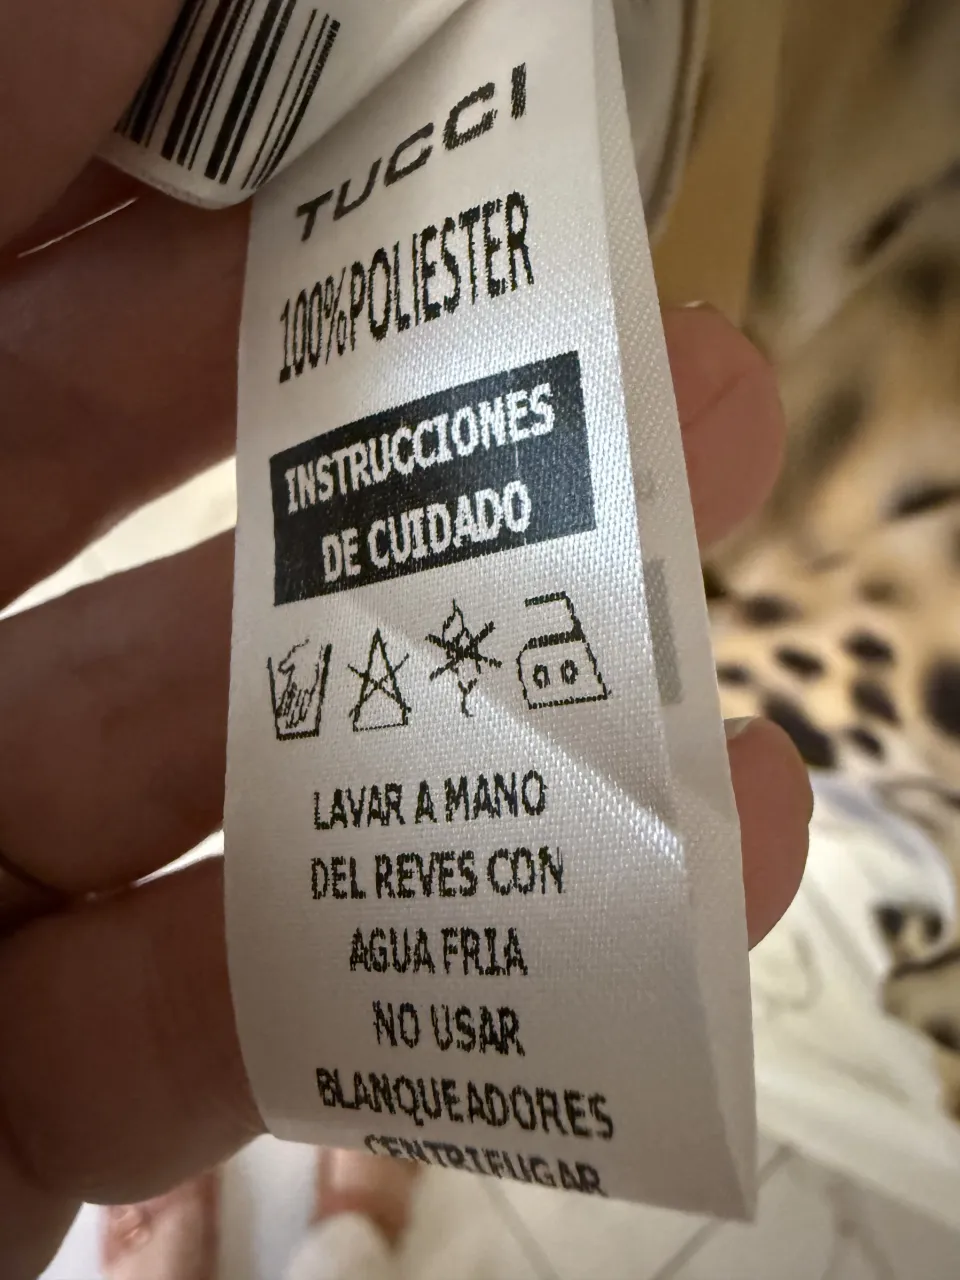 TUCCI
100%POLIESTER
INSTRUCCIONES
DE CUIDADO
LAVAR A MANO
DEL REVES CON
AGUA FRIA
NO USAR
BLANQUEADORES
CENTRIFUGAR